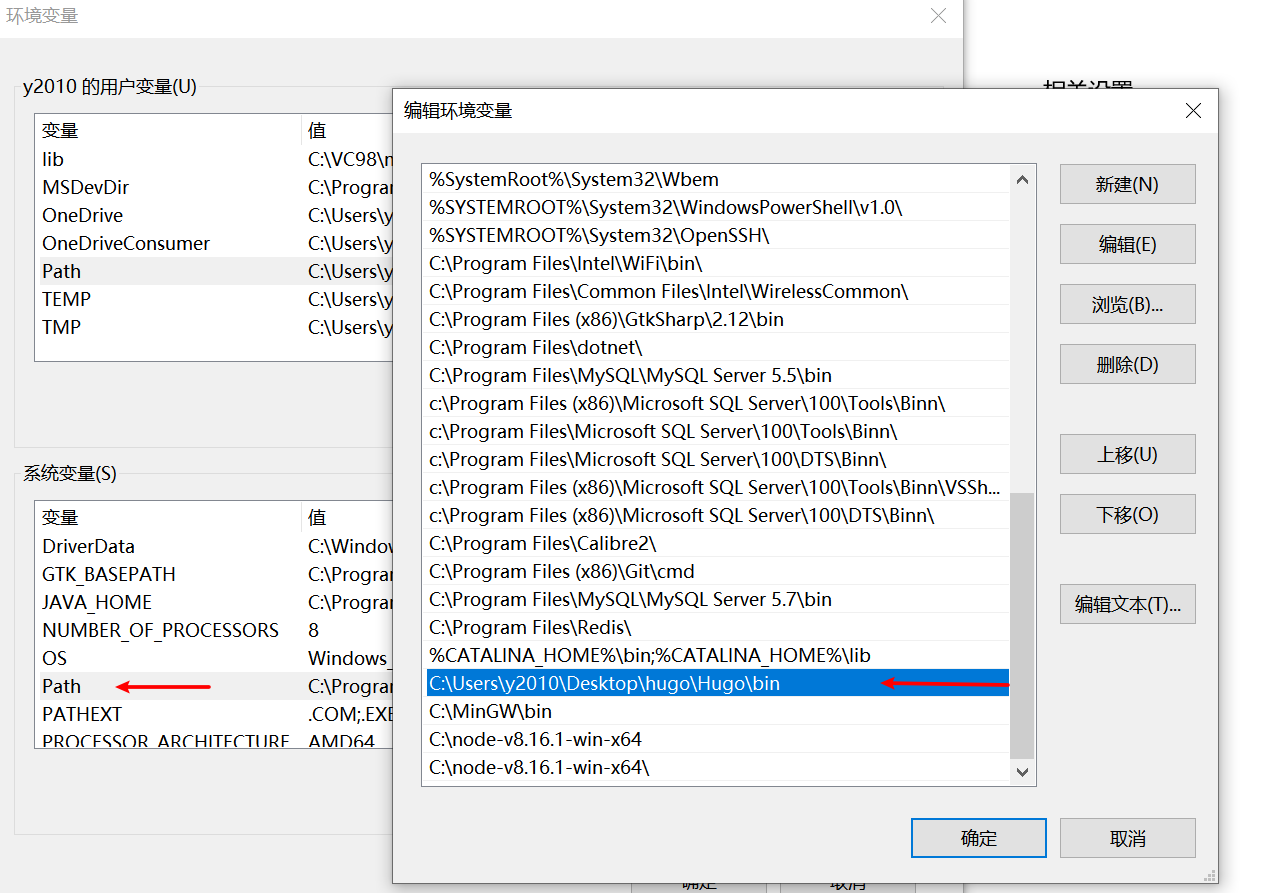 环境变量
y2010 的用户变量(U)
变量 值
lib C:\VC98\m
MSDevDir C:\Progran
OneDrive C:\Users\y
OneDriveConsumer C:\Users\y
Path C:\Users\y
TEMP C:\Users\y
TMP C:\Users\y
系统变量(S)
变量 值
DriverData C:\Window
GTK_BASEPATH C:\Progran
JAVA_HOME C:\Progran
NUMBER_OF_PROCESSORS 8
OS Windows_
Path C:\Progran
PATHEXT .COM;.EXE
PROCESSOR_ARCHITECTURE AMD64
相关设置
编辑环境变量
%SystemRoot%\System32\Wbem
%SYSTEMROOT%\System32\WindowsPowerShell\v1.0\
%SYSTEMROOT%\System32\OpenSSH\
C:\Program Files\Intel\WiFi\bin\
C:\Program Files\Common Files\Intel\WirelessCommon\
C:\Program Files (x86)\GtkSharp\2.12\bin
C:\Program Files\dotnet\
C:\Program Files\MySQL\MySQL Server 5.5\bin
c:\Program Files (x86)\Microsoft SQL Server\100\Tools\Binn\
c:\Program Files\Microsoft SQL Server\100\Tools\Binn\
c:\Program Files\Microsoft SQL Server\100\DTS\Binn\
c:\Program Files (x86)\Microsoft SQL Server\100\Tools\Binn\VSSh...
c:\Program Files (x86)\Microsoft SQL Server\100\DTS\Binn\
C:\Program Files\Calibre2\
C:\Program Files (x86)\Git\cmd
C:\Program Files\MySQL\MySQL Server 5.7\bin
C:\Program Files\Redis\
%CATALINA_HOME%\bin;%CATALINA_HOME%\lib
C:\Users\y2010\Desktop\hugo\Hugo\bin
C:\MinGW\bin
C:\node-v8.16.1-win-x64
C:\node-v8.16.1-win-x64\
新建(N)
编辑(E)
浏览(B)...
删除(D)
上移(U)
下移(O)
编辑文本(T)...
确定 取消
确定 取消